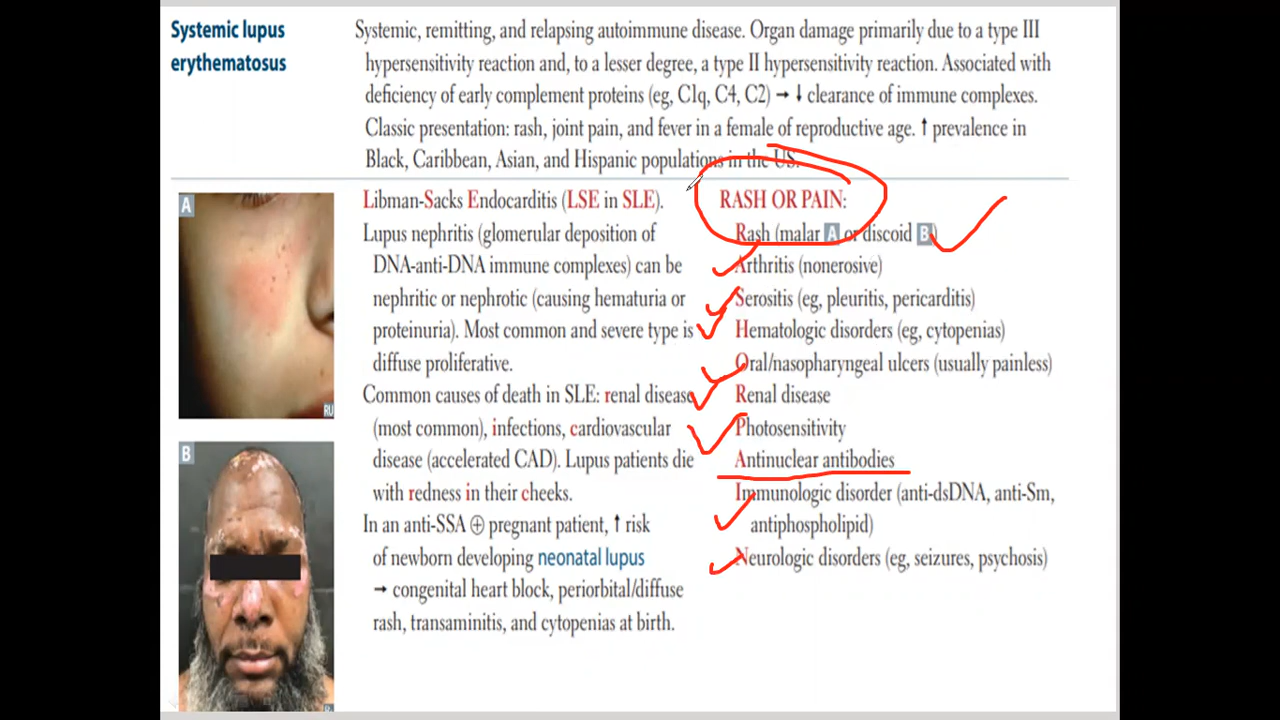 Systemic lupus
erythematosus
Systemic, remitting, and relapsing autoimmune disease. Organ damage primarily due to a type III
hypersensitivity reaction and, to a lesser degree, a type II hypersensitivity reaction. Associated with
deficiency of early complement proteins (eg, C1q, C4, C2) → ↓ clearance of immune complexes.
Classic presentation: rash, joint pain, and fever in a female of reproductive age. ↑ prevalence in
Black, Caribbean, Asian, and Hispanic populations in the US.
A
RU
B
Libman-Sacks Endocarditis (LSE in SLE).
Lupus nephritis (glomerular deposition of
DNA-anti-DNA immune complexes) can be
nephritic or nephrotic (causing hematuria or
proteinuria). Most common and severe type is
diffuse proliferative.
Common causes of death in SLE: renal disease
(most common), infections, cardiovascular
disease (accelerated CAD). Lupus patients die
with redness in their cheeks.
In an anti-SSA ⊕ pregnant patient, ↑ risk
of newborn developing neonatal lupus
→ congenital heart block, periorbital/diffuse
rash, transaminitis, and cytopenias at birth.
RASH OR PAIN:
Rash (malar A or discoid B)
Arthritis (nonerosive)
Serositis (eg, pleuritis, pericarditis)
Hematologic disorders (eg, cytopenias)
Oral/nasopharyngeal ulcers (usually painless)
Renal disease
Photosensitivity
Antinuclear antibodies
Immunologic disorder (anti-dsDNA, anti-Sm,
antiphospholipid)
Neurologic disorders (eg, seizures, psychosis)